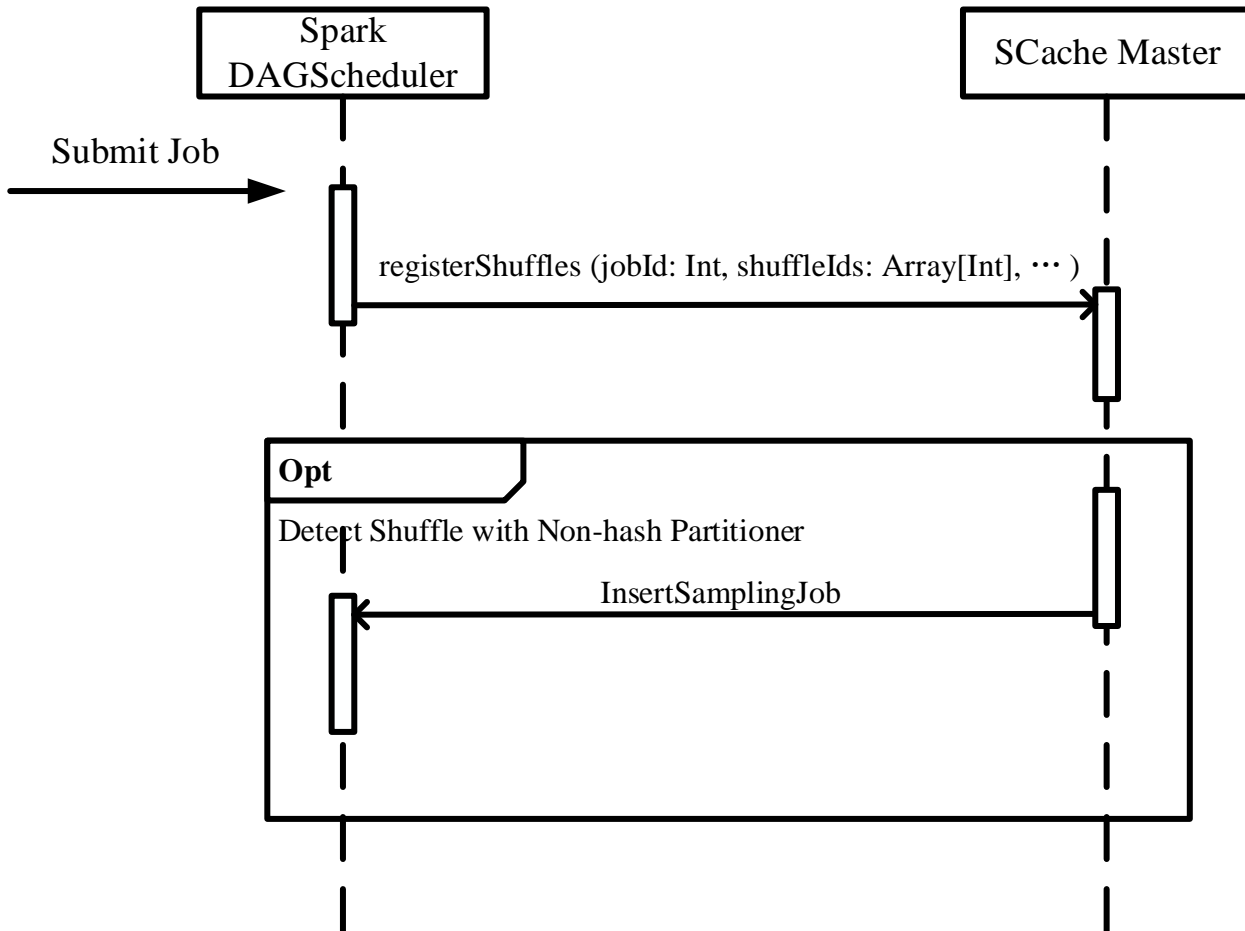 Spark
DAGScheduler
SCache Master
Submit Job
registerShuffles (jobId: Int, shuffleIds: Array[Int], ⋯ )
Opt
Detect Shuffle with Non-hash Partitioner
InsertSamplingJob